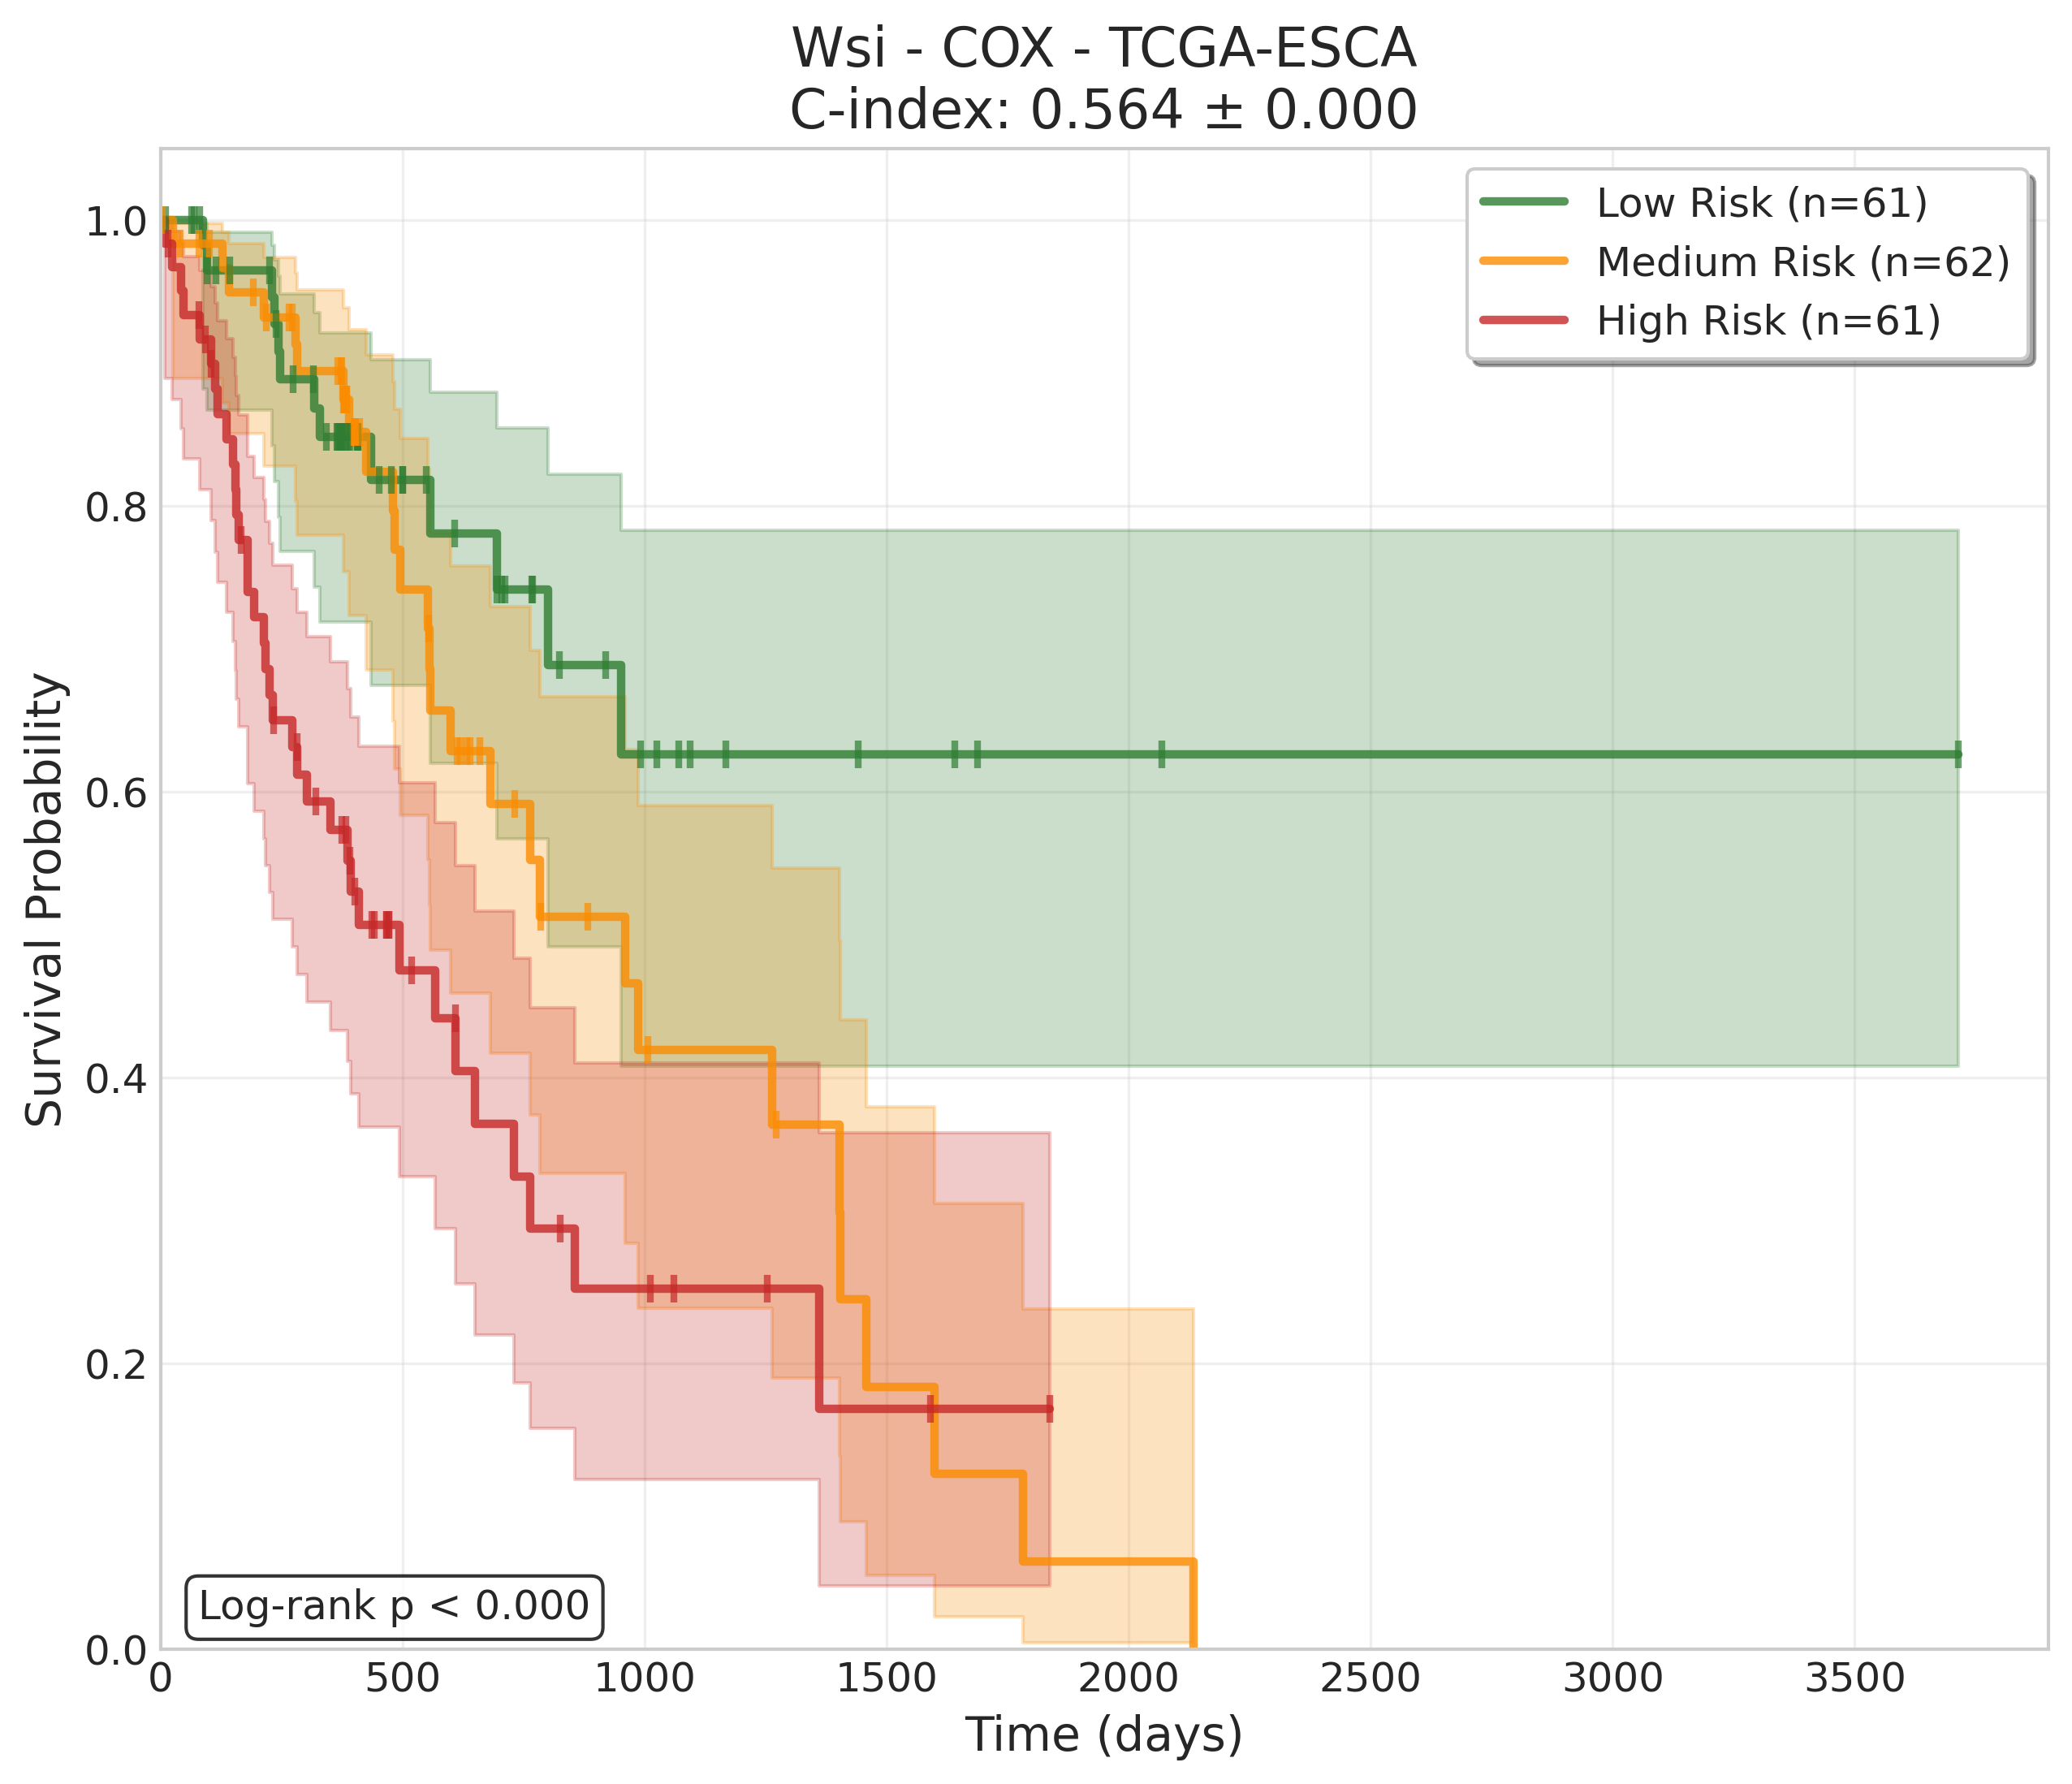 Wsi - COX - TCGA-ESCA
C-index: 0.564 ± 0.000
Low Risk (n=61)
Medium Risk (n=62)
High Risk (n=61)
Survival Probability
1.0
0.8
0.6
0.4
0.2
0.0
Log-rank p < 0.000
0 500 1000 1500 2000 2500 3000 3500
Time (days)